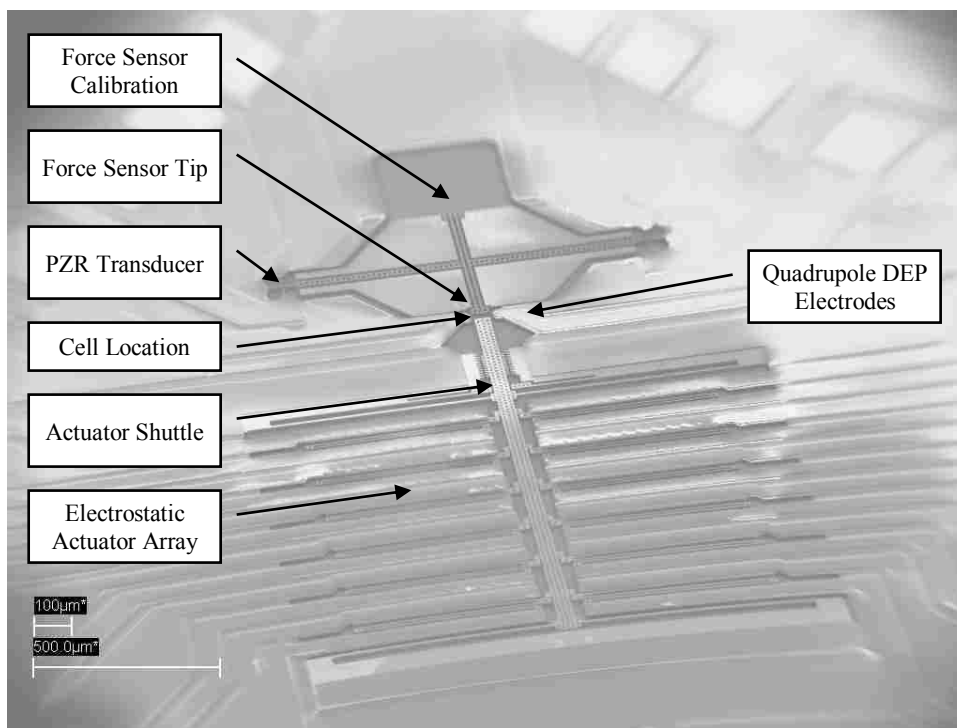 Force Sensor
Calibration
Force Sensor Tip
PZR Transducer
Quadrupole DEP
Electrodes
Cell Location
Actuator Shuttle
Electrostatic
Actuator Array
100µm*
500.0µm*